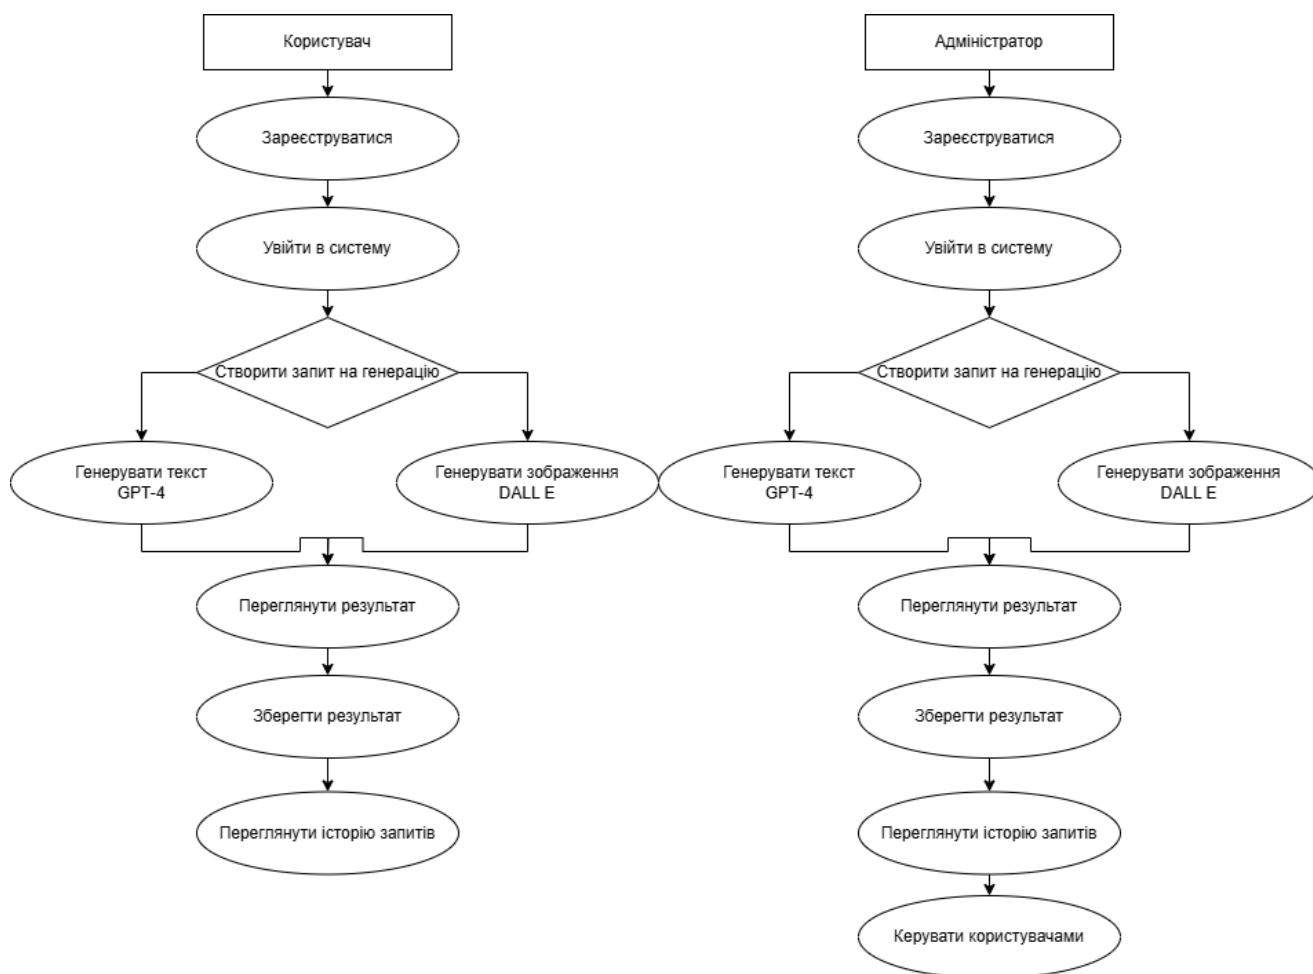 Користувач
Зареєструватися
Увійти в систему
Створити запит на генерацію
Генерувати текст
GPT-4
Генерувати зображення
DALL E
Переглянути результат
Зберегти результат
Переглянути історію запитів
Адміністратор
Зареєструватися
Увійти в систему
Створити запит на генерацію
Генерувати текст
GPT-4
Генерувати зображення
DALL E
Переглянути результат
Зберегти результат
Переглянути історію запитів
Керувати користувачами